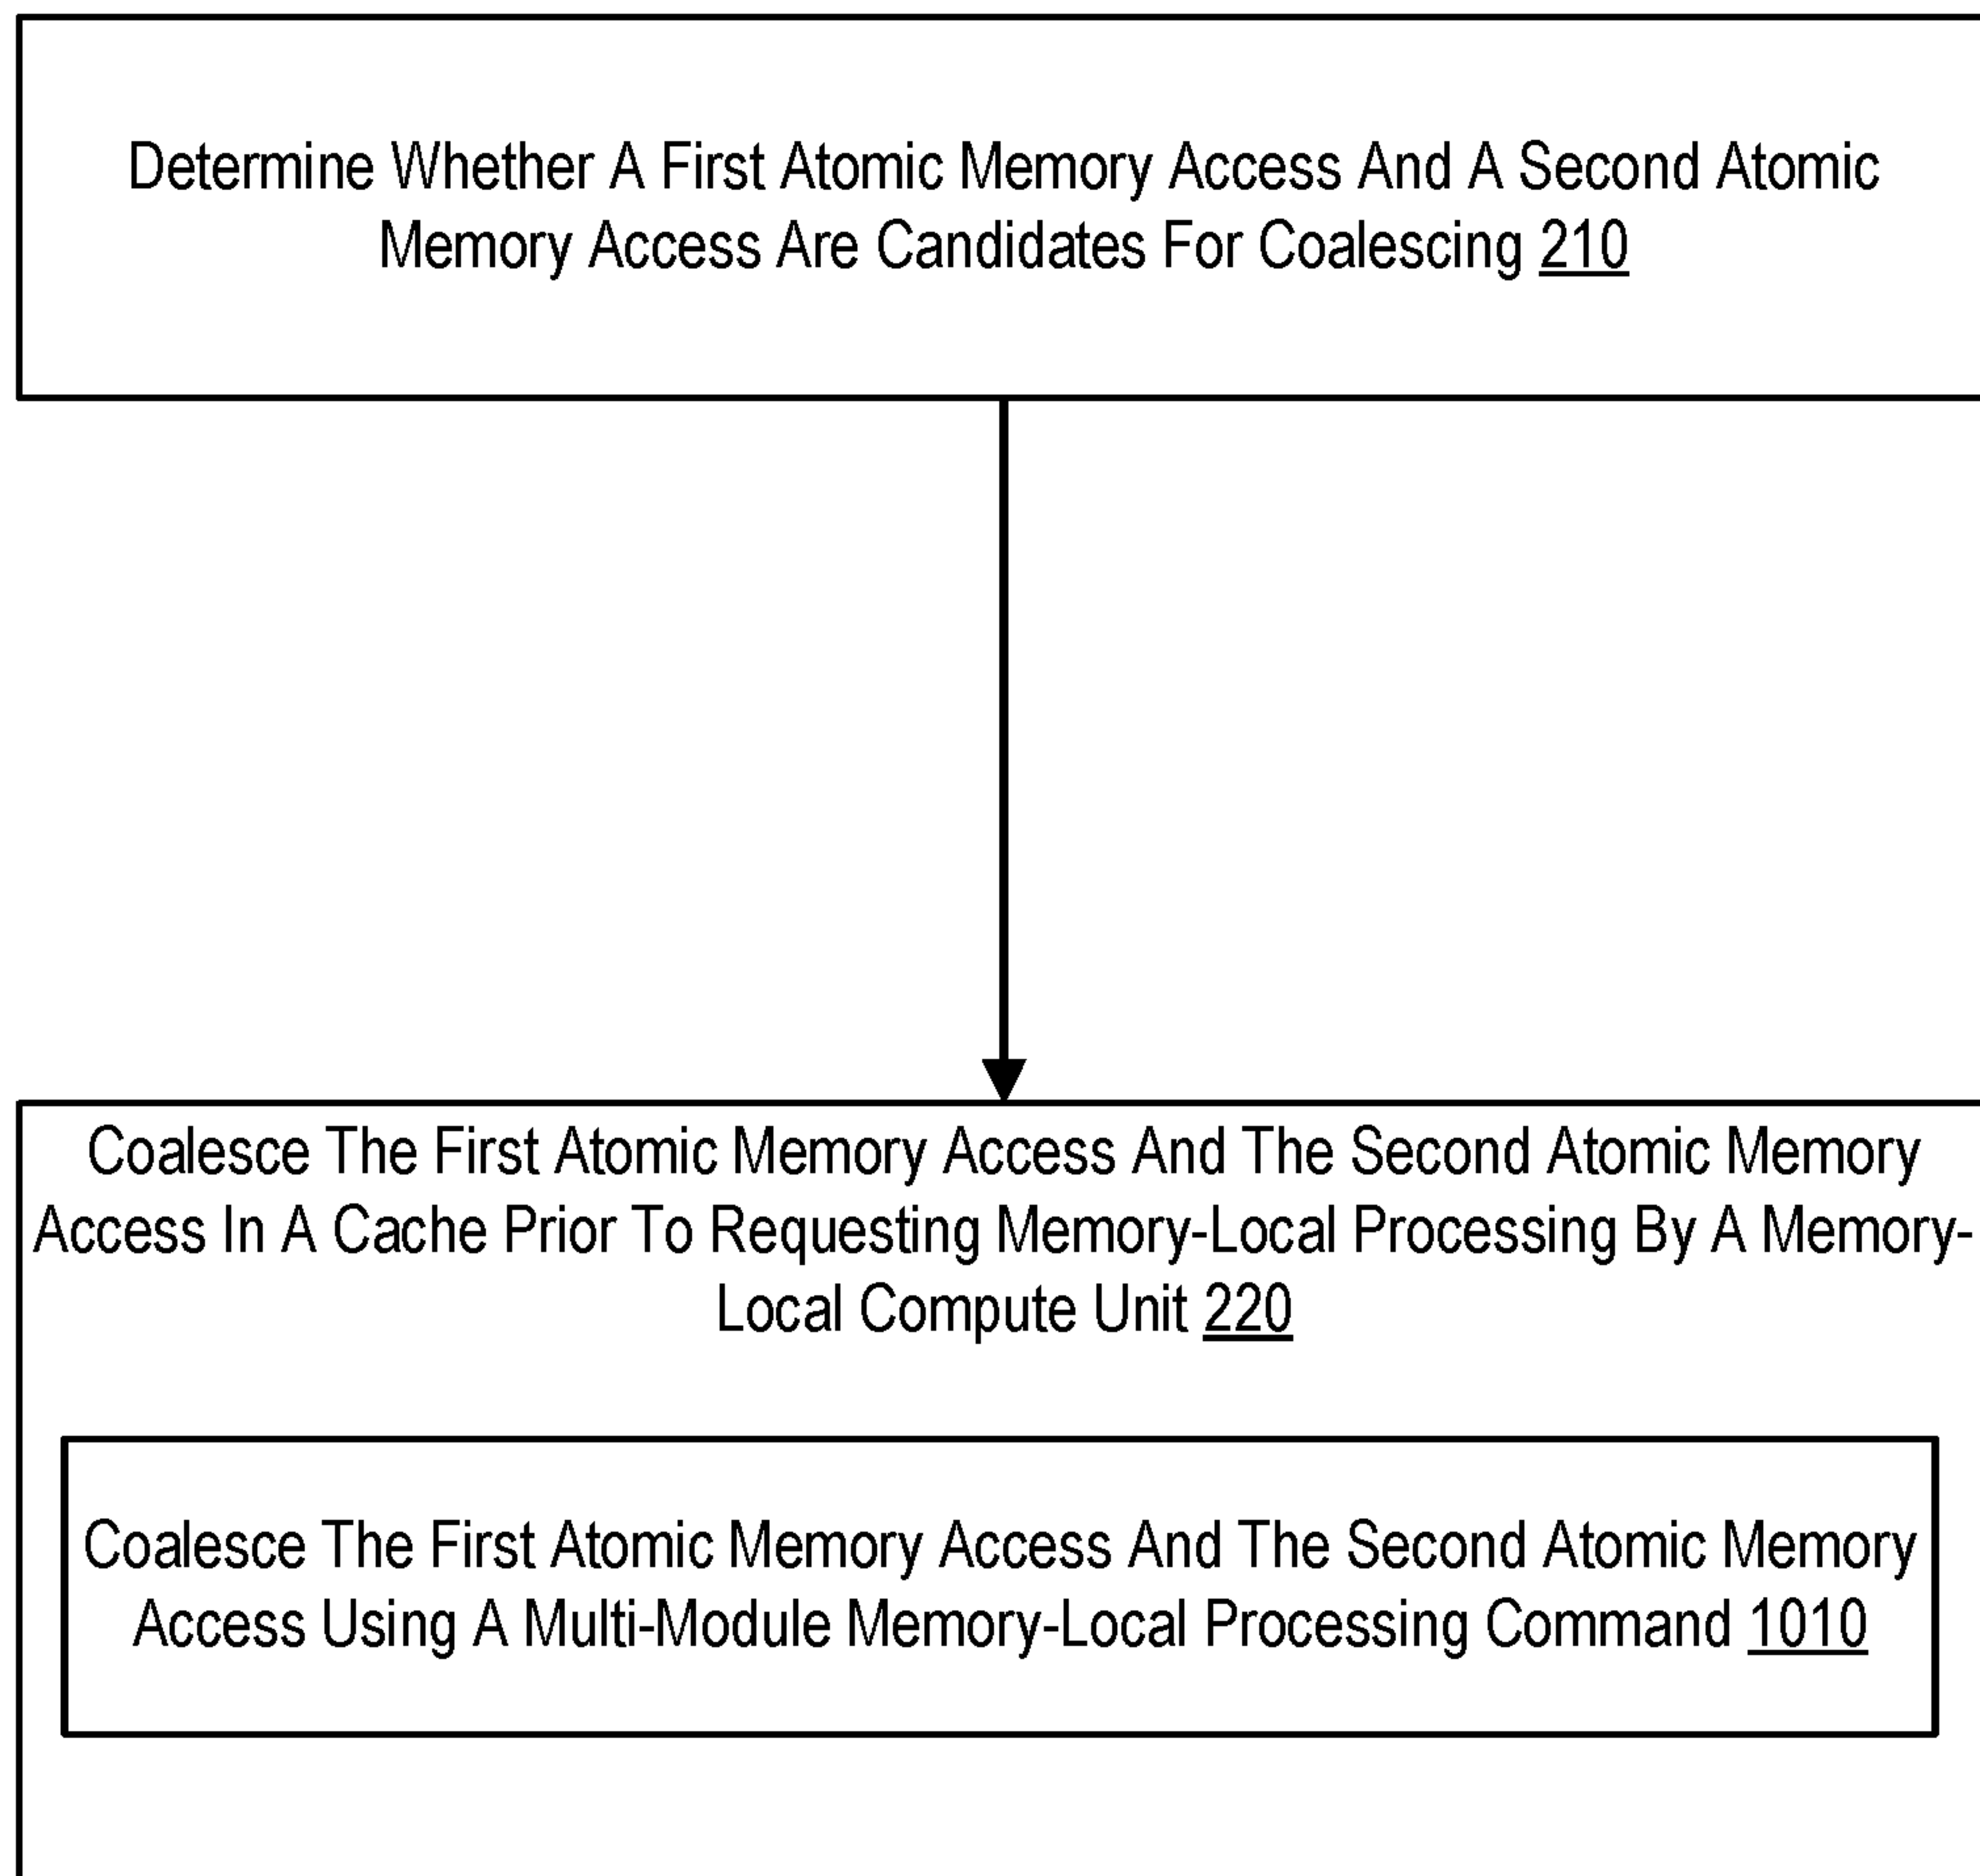 Determine Whether A First Atomic Memory Access And A Second Atomic
Memory Access Are Candidates For Coalescing 210
Coalesce The First Atomic Memory Access And The Second Atomic Memory
Access In A Cache Prior To Requesting Memory-Local Processing By A Memory-
Local Compute Unit 220
Coalesce The First Atomic Memory Access And The Second Atomic Memory
Access Using A Multi-Module Memory-Local Processing Command 1010